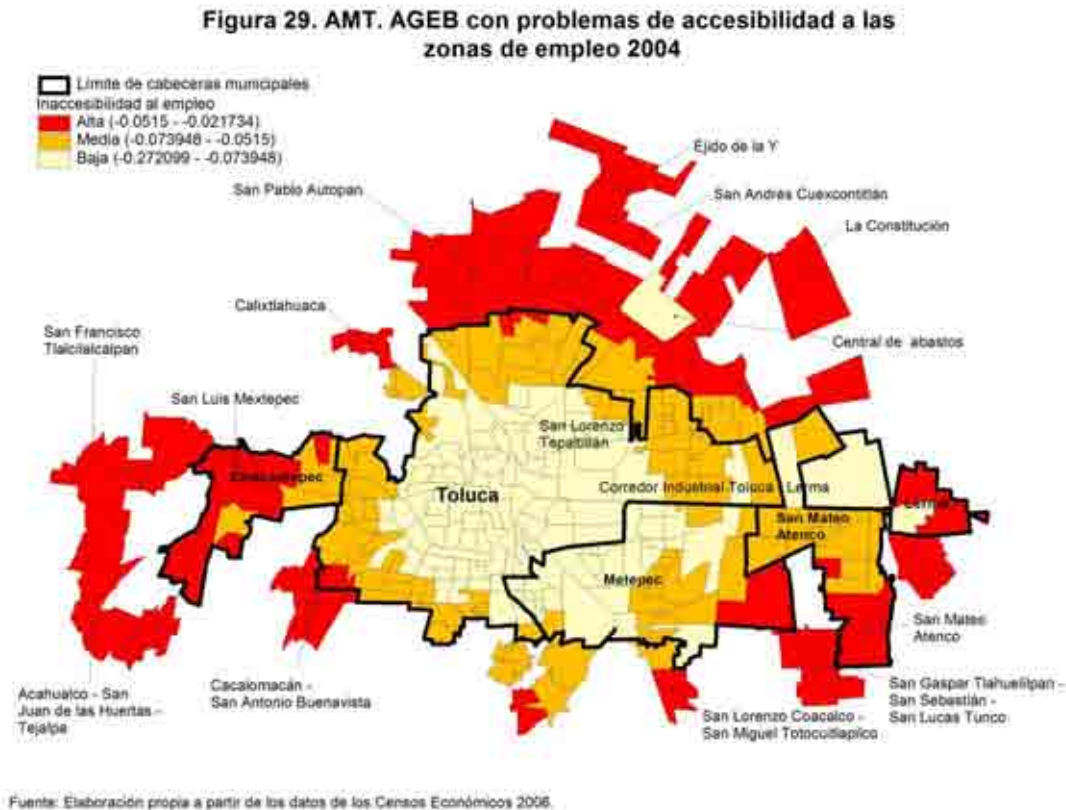 Figura 29. AMT. AGEB con problemas de accesibilidad a las
zonas de empleo 2004
Límite de cabeceras municipales
Inaccesibilidad al empleo
Alta (-0.0515 - -0.021734)
Media (-0.073948 - -0.0515)
Baja (-0.272099 - -0.073948)
Ejido de la Y
San Pablo Autopan
San Andrés Cuexcontitlán
La Constitución
Calixtlahuaca
San Francisco
Tlalcilalcalpan
Central de abastos
San Luis Mextepec
San Lorenzo
Tepaltitlán
Zinacantepec
Toluca
Corredor Industrial Toluca - Lerma
Lerma
San Mateo
Atenco
Metepec
San Mateo
Atenco
Acahualco - San
Juan de las Huertas -
Tejalpa
Cacalomacán -
San Antonio Buenavista
San Lorenzo Coacalco -
San Miguel Totocuitlapilco
San Gaspar Tlahuelilpan -
San Sebastián -
San Lucas Tunco
Fuente: Elaboración propia a partir de los datos de los Censos Económicos 2006.